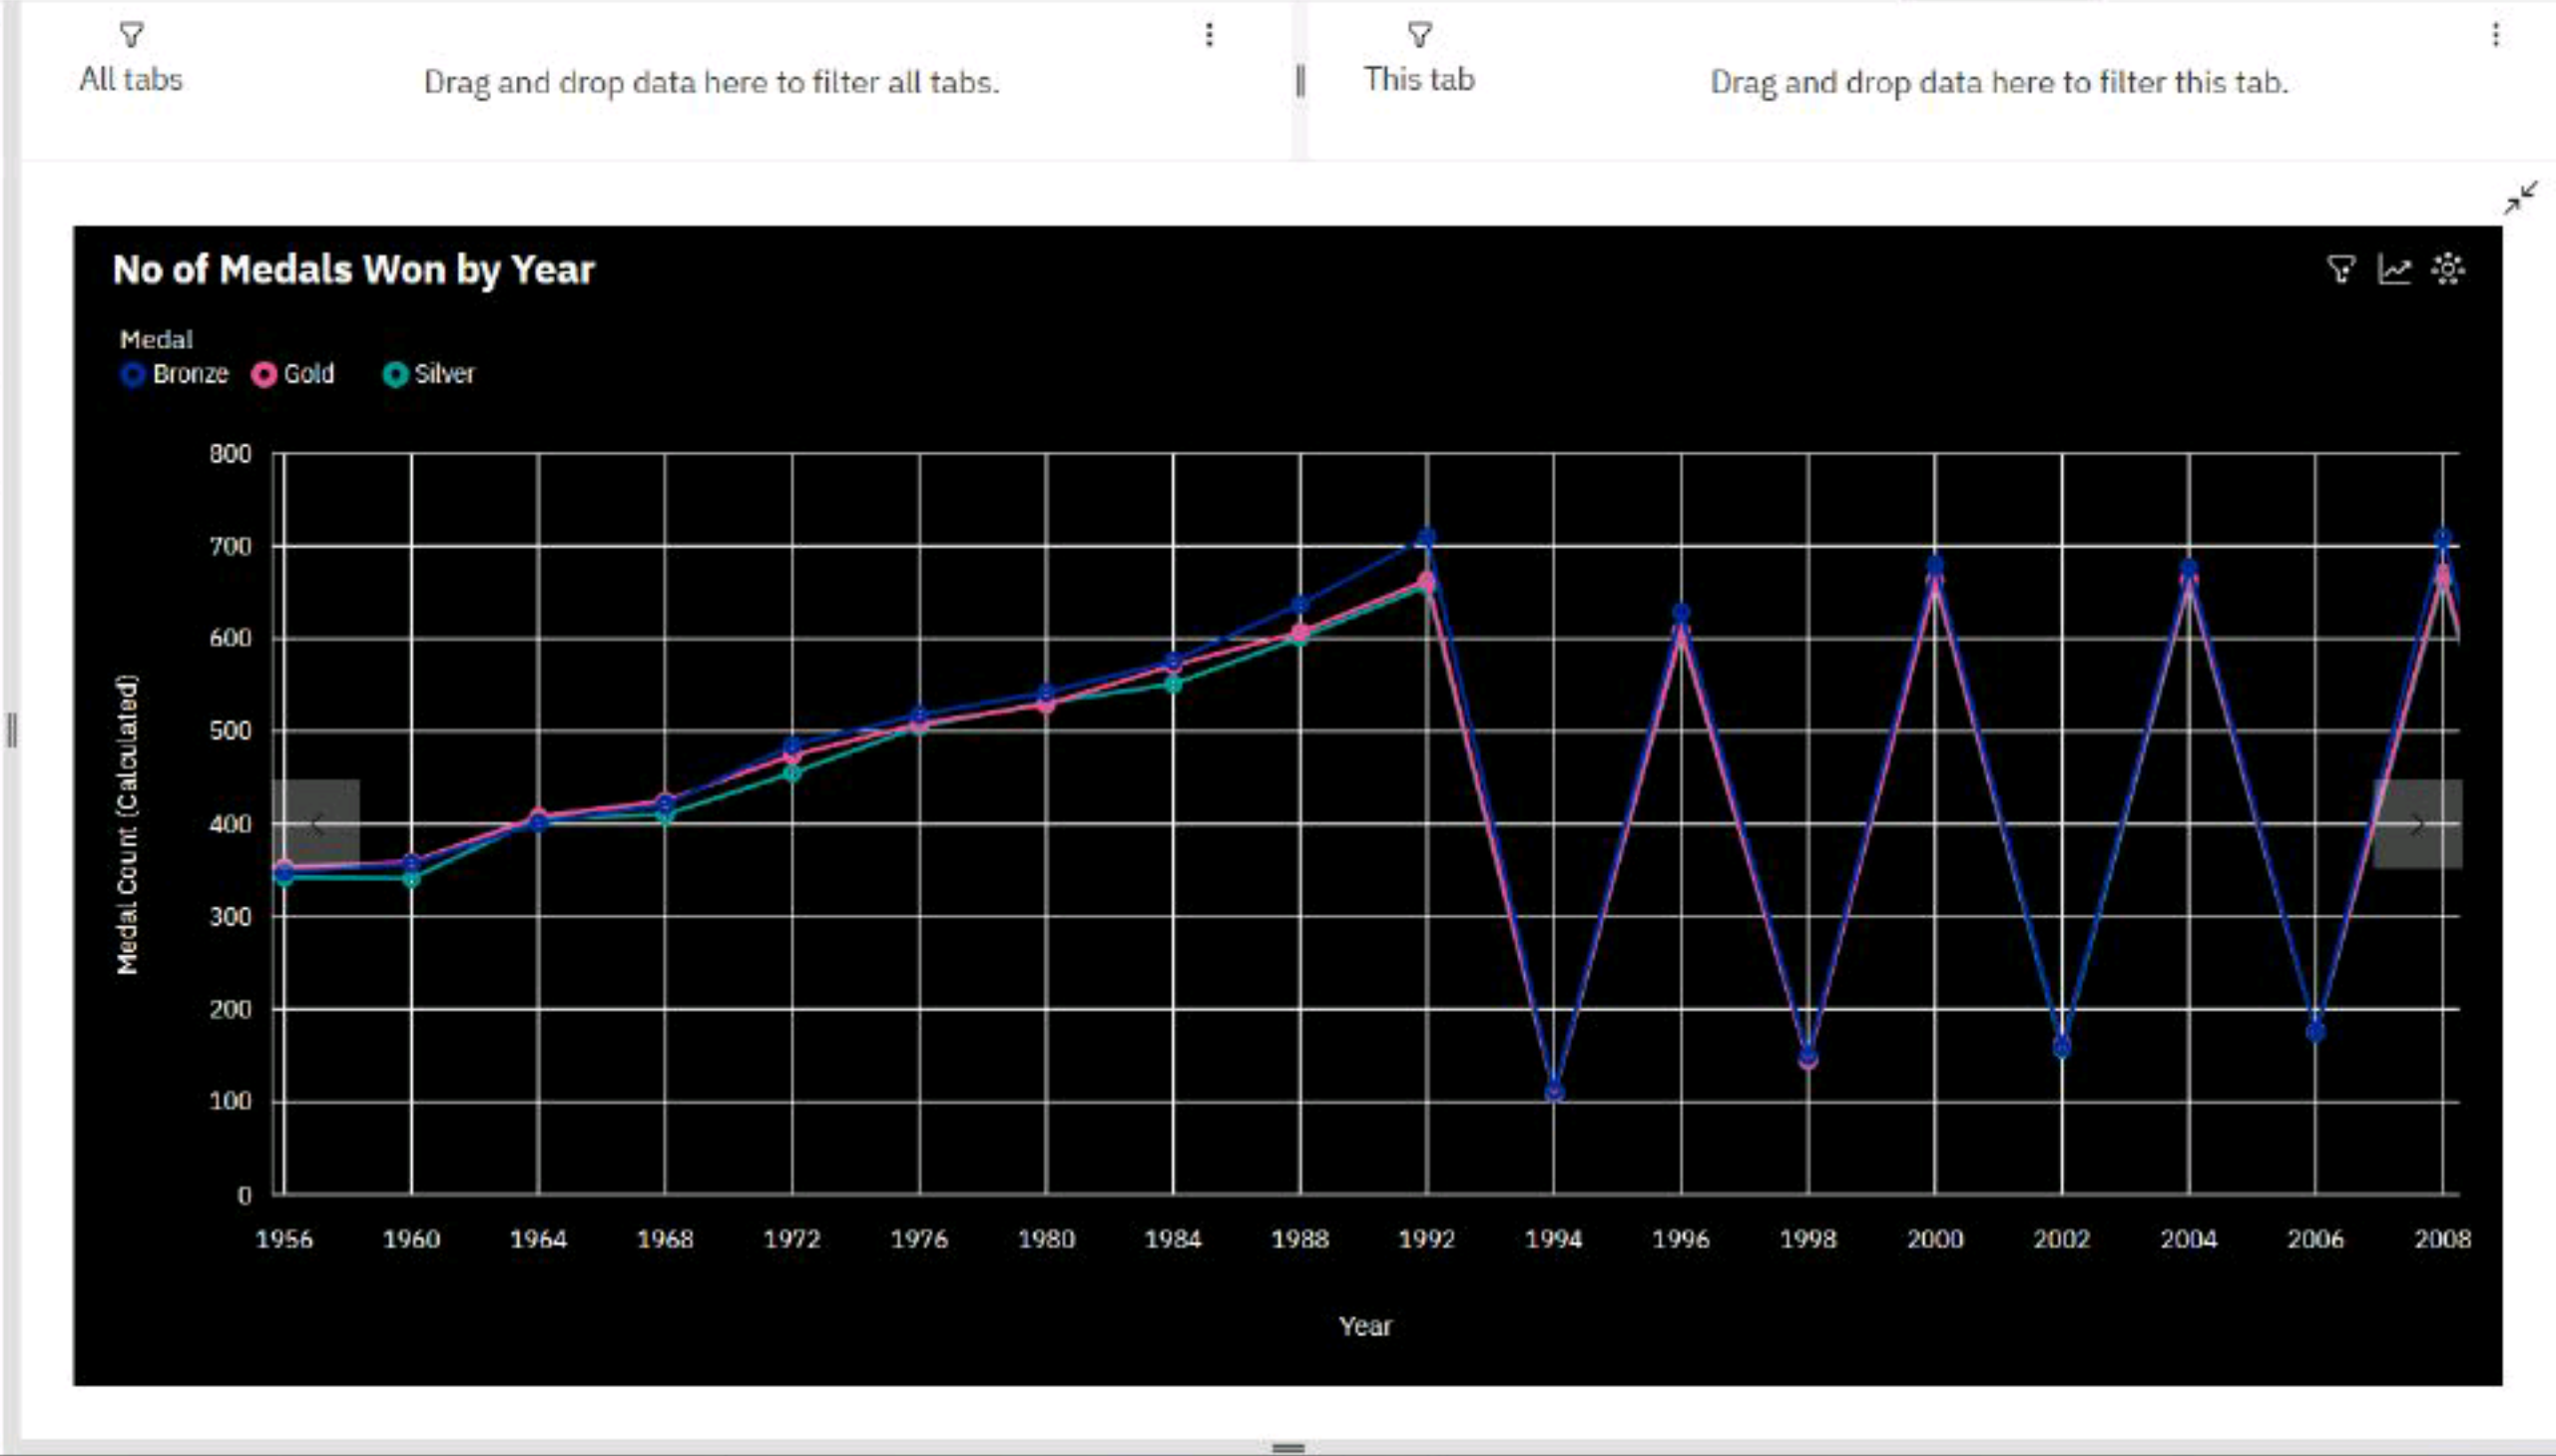 All tabs
Drag and drop data here to filter all tabs.
This tab
Drag and drop data here to filter this tab.
No of Medals Won by Year
Medal
Bronze Gold Silver
Medal Count (Calculated)
800
700
600
500
400
300
200
100
0
1956 1960 1964 1968 1972 1976 1980 1984 1988 1992 1994 1996 1998 2000 2002 2004 2006 2008
Year